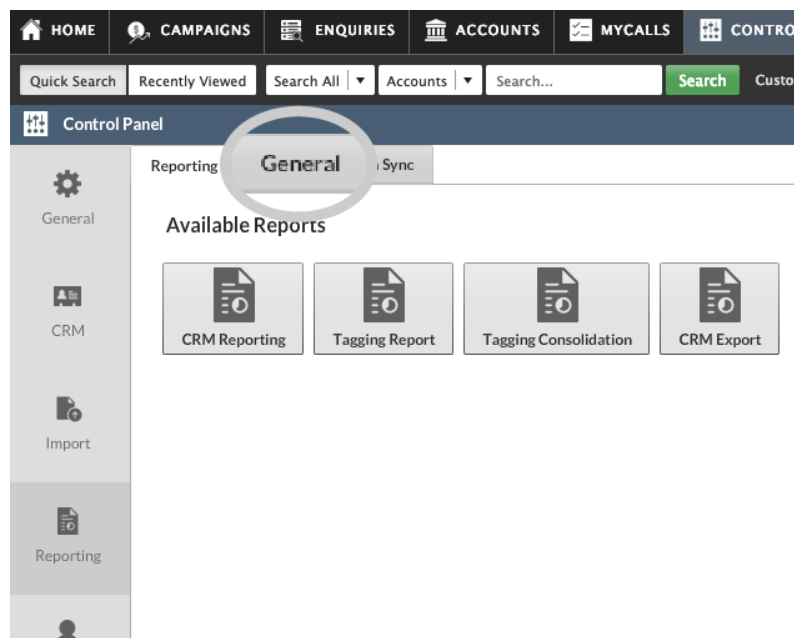 HOME CAMPAIGNS ENQUIRIES ACCOUNTS MYCALLS CONTRO
Quick Search Recently Viewed Search All Accounts Search... Search Custo
Control Panel
Reporting General Sync
General
Available Reports
CRM Reporting Tagging Report Tagging Consolidation CRM Export
CRM
Import
Reporting